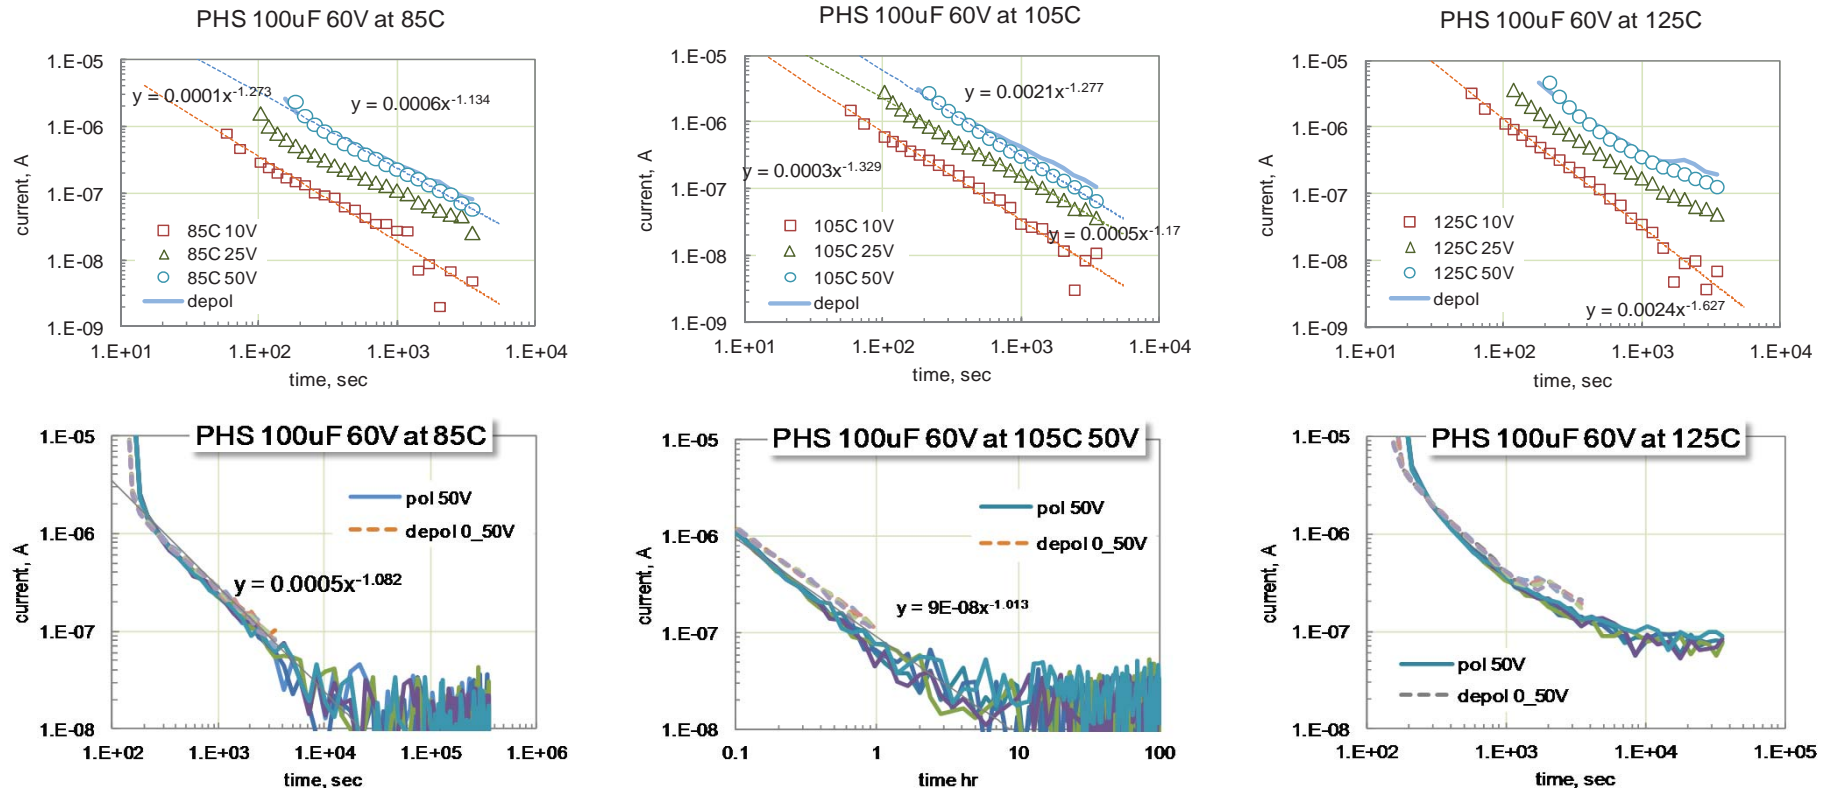 PHS 100uF 60V at 85C
1.E-05
1.E-06
1.E-07
1.E-08
1.E-09
current, A
y = 0.0001x-1.273
y = 0.0006x-1.134
85C 10V
85C 25V
85C 50V
depol
1.E+01
1.E+02
1.E+03
1.E+04
time, sec
PHS 100uF 60V at 105C
1.E-05
1.E-06
1.E-07
1.E-08
1.E-09
current, A
y = 0.0021x-1.277
y = 0.0003x-1.329
y = 0.0005x-1.17
105C 10V
105C 25V
105C 50V
depol
1.E+01
1.E+02
1.E+03
1.E+04
time, sec
PHS 100uF 60V at 125C
1.E-05
1.E-06
1.E-07
1.E-08
1.E-09
current, A
125C 10V
125C 25V
125C 50V
depol
y = 0.0024x-1.627
1.E+01
1.E+02
1.E+03
1.E+04
time, sec
PHS 100uF 60V at 85C
1.E-05
1.E-06
1.E-07
1.E-08
current, A
pol 50V
depol 0_50V
y = 0.0005x-1.082
1.E+02
1.E+03
1.E+04
1.E+05
1.E+06
time, sec
PHS 100uF 60V at 105C 50V
1.E-05
1.E-06
1.E-07
1.E-08
current, A
pol 50V
depol 0_50V
y = 9E-08x-1.013
0.1
1
10
100
time hr
PHS 100uF 60V at 125C
1.E-05
1.E-06
1.E-07
1.E-08
current, A
pol 50V
depol 0_50V
1.E+02
1.E+03
1.E+04
1.E+05
time, sec